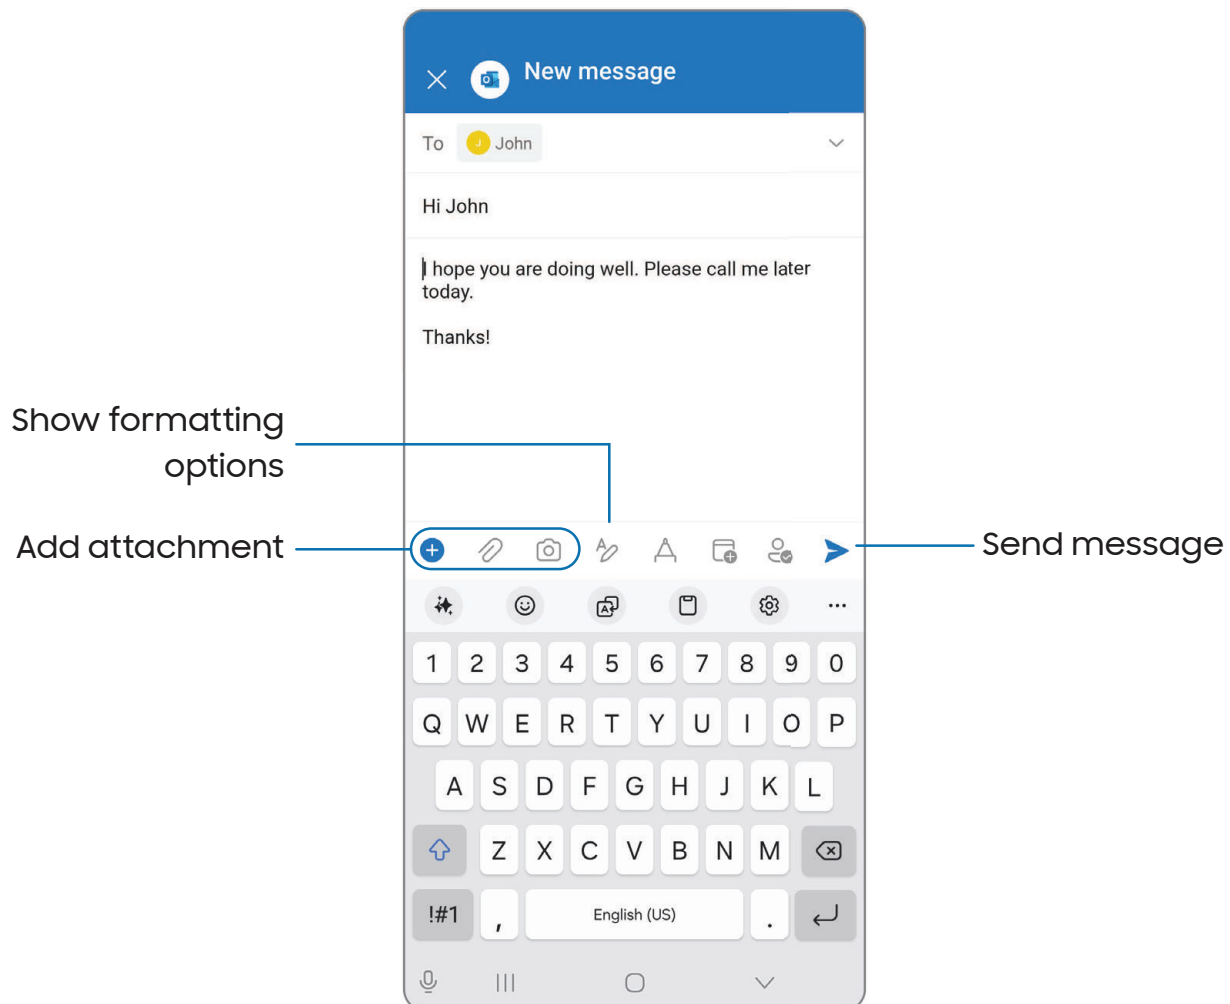 New message
To J John
Hi John
I hope you are doing well. Please call me later
today.
Thanks!
Show formatting
options
Add attachment
Send message
1 2 3 4 5 6 7 8 9 0
Q W E R T Y U I O P
A S D F G H J K L
Z X C V B N M
!#1 , English (US) .